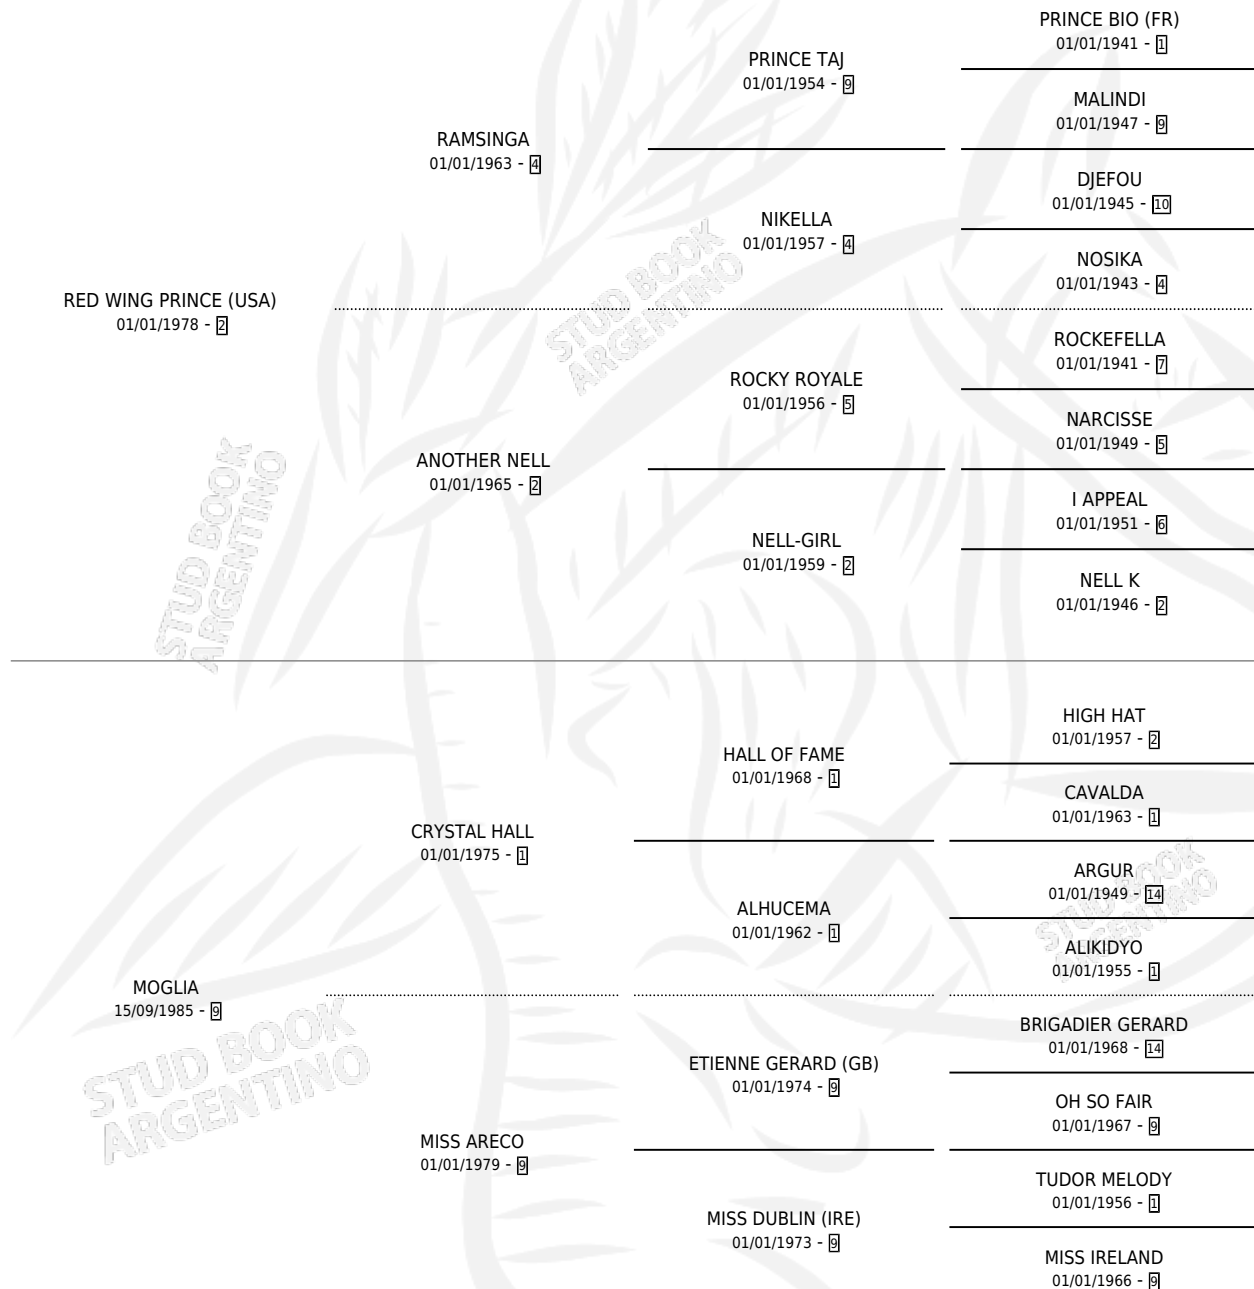 PRINCE BIO (FR)
01/01/1941 - 1
PRINCE TAJ
01/01/1954 - 9
MALINDI
01/01/1947 - 9
RAMSINGA
01/01/1963 - 4
DJEFOU
01/01/1945 - 10
NIKELLA
01/01/1957 - 4
NOSIKA
01/01/1943 - 4
RED WING PRINCE (USA)
01/01/1978 - 2
ROCKEFELLA
01/01/1941 - 7
ROCKY ROYALE
01/01/1956 - 5
NARCISSE
01/01/1949 - 5
ANOTHER NELL
01/01/1965 - 2
I APPEAL
01/01/1951 - 6
NELL-GIRL
01/01/1959 - 2
NELL K
01/01/1946 - 2
HIGH HAT
01/01/1957 - 2
HALL OF FAME
01/01/1968 - 1
CAVALDA
01/01/1963 - 1
CRYSTAL HALL
01/01/1975 - 1
ARGUR
01/01/1949 - 14
ALHUCEMA
01/01/1962 - 1
ALIKIDYO
01/01/1955 - 1
MOGLIA
15/09/1985 - 9
BRIGADIER GERARD
01/01/1968 - 14
ETIENNE GERARD (GB)
01/01/1974 - 9
OH SO FAIR
01/01/1967 - 9
MISS ARECO
01/01/1979 - 9
TUDOR MELODY
01/01/1956 - 1
MISS DUBLIN (IRE)
01/01/1973 - 9
MISS IRELAND
01/01/1966 - 9
STUD BOOK
ARGENTINO
STUD BOOK
ARGENTINO
STUD BOOK
ARGENTINO
STUD BOOK
ARGENTINO